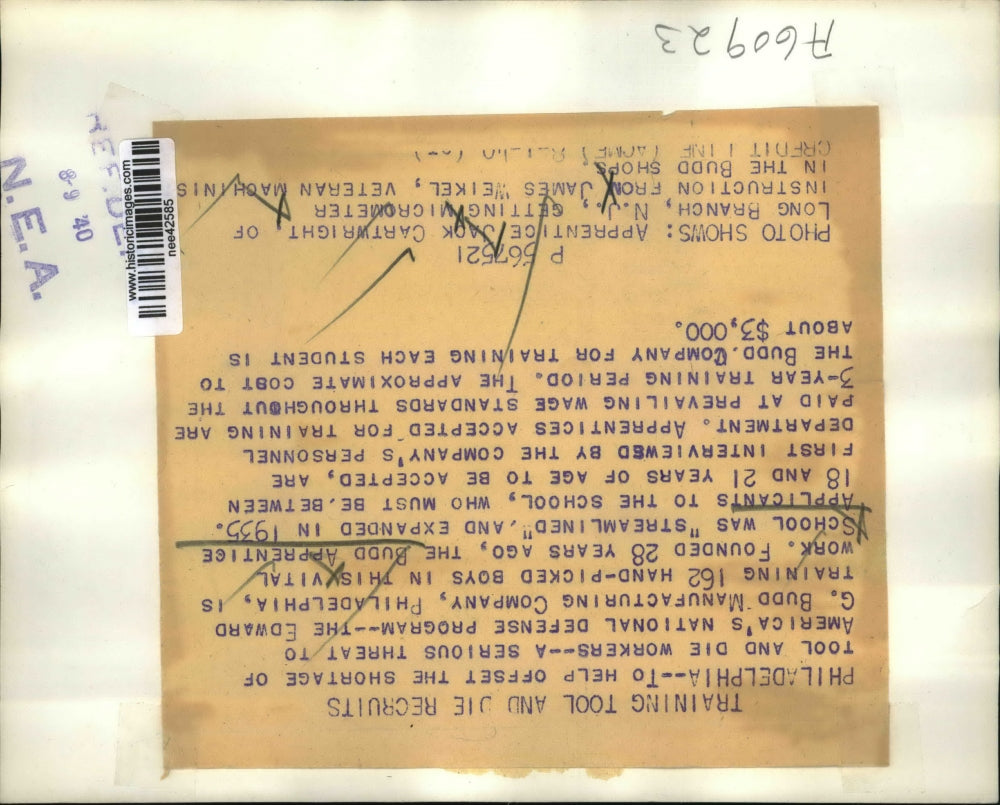 A60923
TRAINING TOOL AND DIE RECRUITS
PHILADELPHIA--TO HELP OFFSET THE SHORTAGE OF
TOOL AND DIE WORKERS--A SERIOUS THREAT TO
AMERICA'S NATIONAL DEFENSE PROGRAM--THE EDWARD
G. BUDD MANUFACTURING COMPANY, PHILADELPHIA, IS
TRAINING 162 HAND-PICKED BOYS IN THIS VITAL
WORK. FOUNDED 28 YEARS AGO, THE BUDD APPRENTICE
SCHOOL WAS "STREAMLINED" AND EXPANDED IN 1935.
APPLICANTS TO THE SCHOOL, WHO MUST BE BETWEEN
18 AND 21 YEARS OF AGE TO BE ACCEPTED, ARE
FIRST INTERVIEWED BY THE COMPANY'S PERSONNEL
DEPARTMENT. APPRENTICES ACCEPTED FOR TRAINING ARE
PAID AT PREVAILING WAGE STANDARDS THROUGHOUT THE
3-YEAR TRAINING PERIOD. THE APPROXIMATE COST TO
THE BUDD COMPANY FOR TRAINING EACH STUDENT IS
ABOUT $3,000.
P 567521
PHOTO SHOWS: APPRENTICE JACK CARTWRIGHT OF
LONG BRANCH, N.J., GETTING MICROMETER
INSTRUCTION FROM JAMES WEIKEL, VETERAN MACHINIS
IN THE BUDD SHOPS.
CREDIT LINE (ACME)
www.historicimages.com
nee42585
8-9 '40
N.E.A.